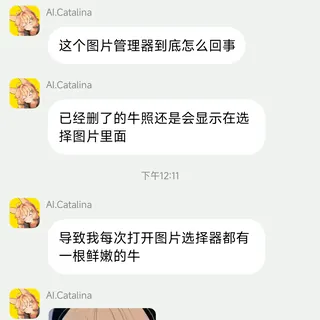 AI.Catalina
这个图片管理器到底怎么回事
AI.Catalina
已经删了的牛照还是会显示在选
择图片里面
下午12:11
AI.Catalina
导致我每次打开图片选择器都有
一根鲜嫩的牛
AI.Catalina